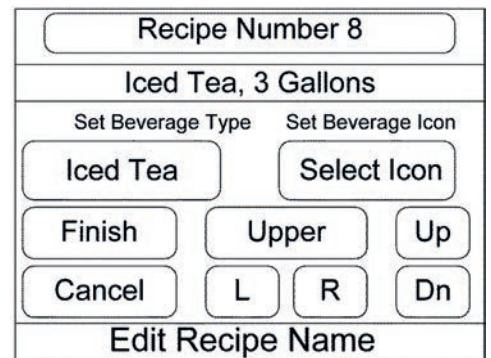 Recipe Number 8
Iced Tea, 3 Gallons
Set Beverage Type Set Beverage Icon
Iced Tea Select Icon
Finish Upper Up
Cancel L R Dn
Edit Recipe Name